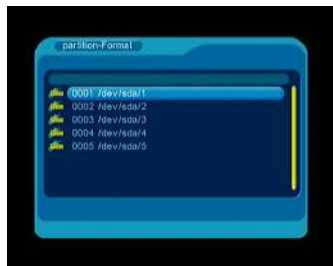 partition-Format
0001 /dev/sda/1
0002 /dev/sda/2
0003 /dev/sda/3
0004 /dev/sda/4
0005 /dev/sda/5